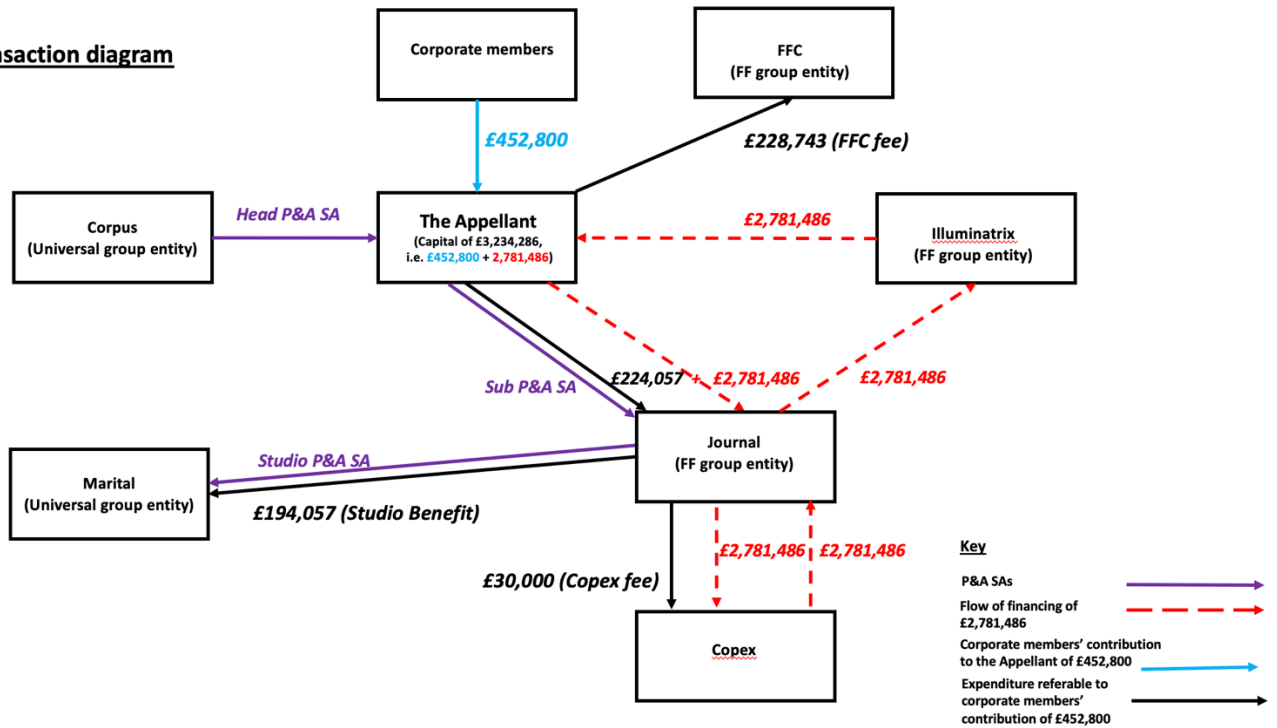 nsaction diagram
Corporate members
FFC
(FF group entity)
£452,800
£228,743 (FFC fee)
Corpus
(Universal group entity)
Head P&A SA
The Appellant
(Capital of £3,234,286,
i.e. £452,800 + 2,781,486)
£2,781,486
Illuminatrix
(FF group entity)
Sub P&A SA
£224,057 + £2,781,486
£2,781,486
Journal
(FF group entity)
Marital
(Universal group entity)
Studio P&A SA
£194,057 (Studio Benefit)
£2,781,486
£2,781,486
£30,000 (Copex fee)
Copex
Key
P&A SAs
Flow of financing of
£2,781,486
Corporate members' contribution
to the Appellant of £452,800
Expenditure referable to
corporate members'
contribution of £452,800